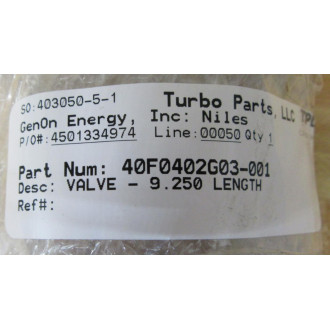 SO:403050-5-1 Turbo Parts, LLC
GenOn Energy, Inc: Niles
P/O#: 4501334974 Line: 00050 Qty 1
Part Num: 40F0402G03-001
Desc: VALVE - 9.250 LENGTH
Ref#: